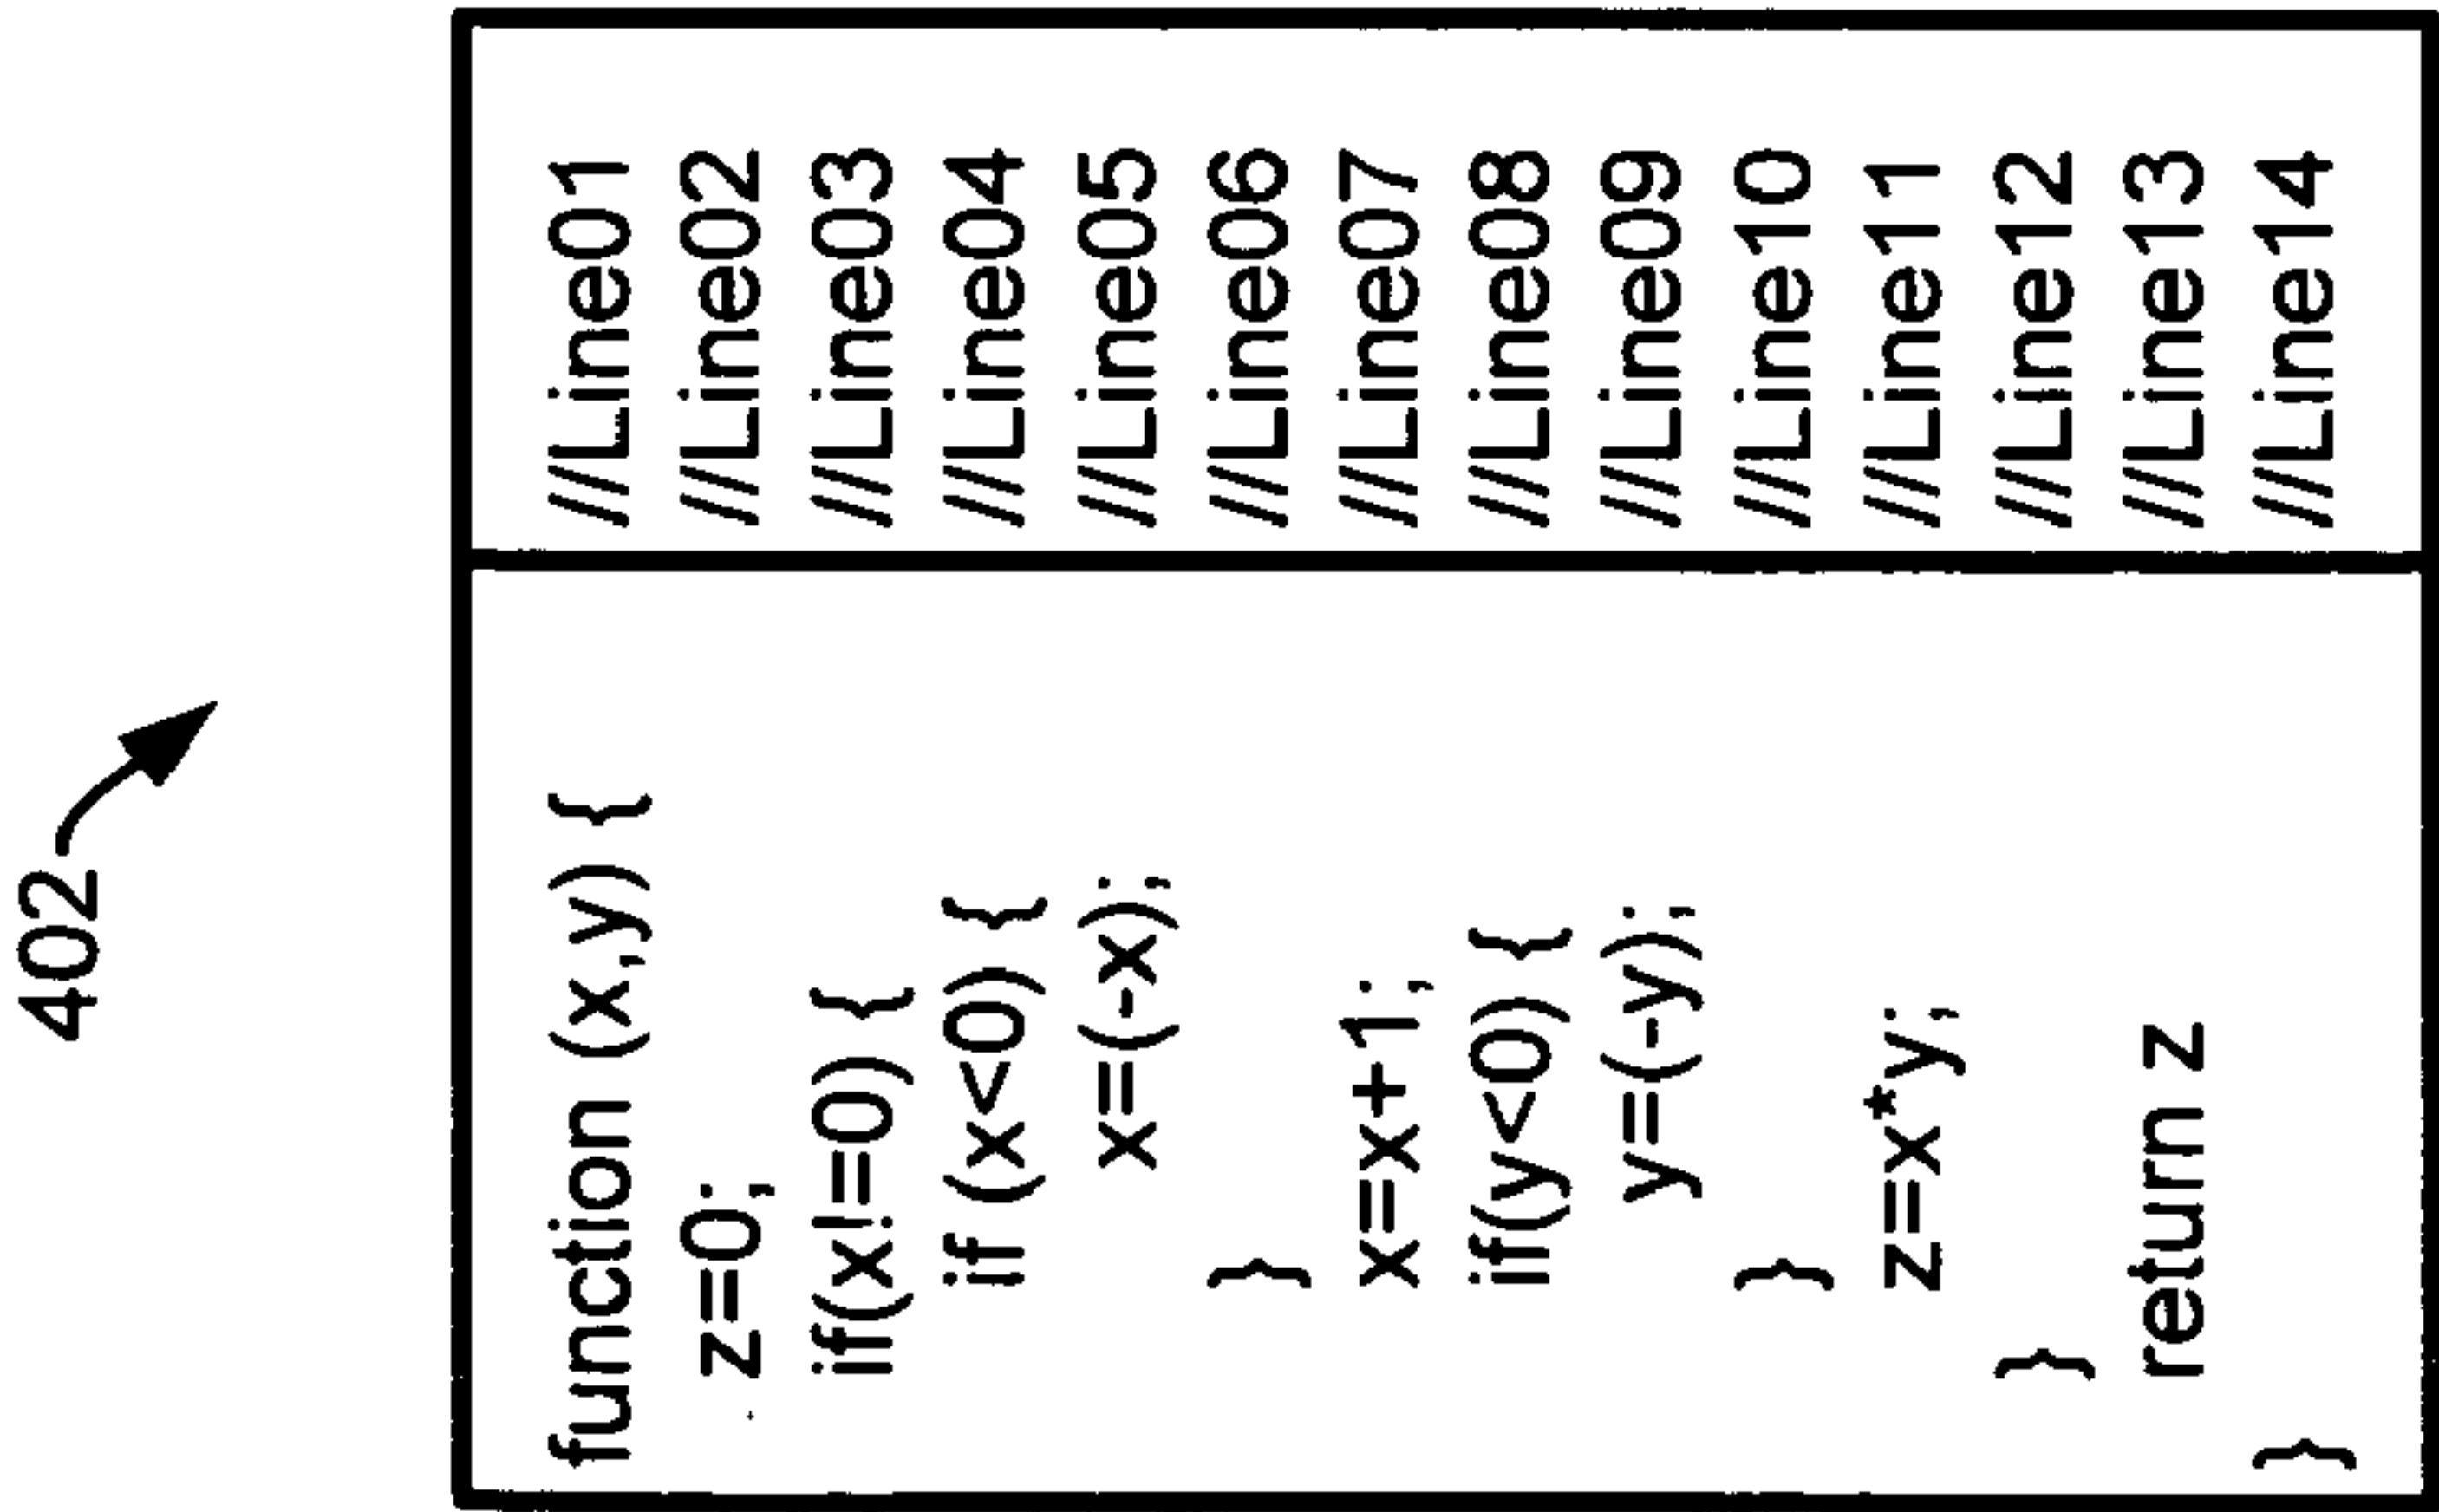 402
function (x,y) { //Line01
z=0; //Line02
if(x!=0) { //Line03
if (x<0) { //Line04
x=(-x); //Line05
} //Line06
x=x+1; //Line07
if(y<0) { //Line08
y=(-y); //Line09
} //Line10
z=x*y; //Line11
} //Line12
return z //Line13
} //Line14